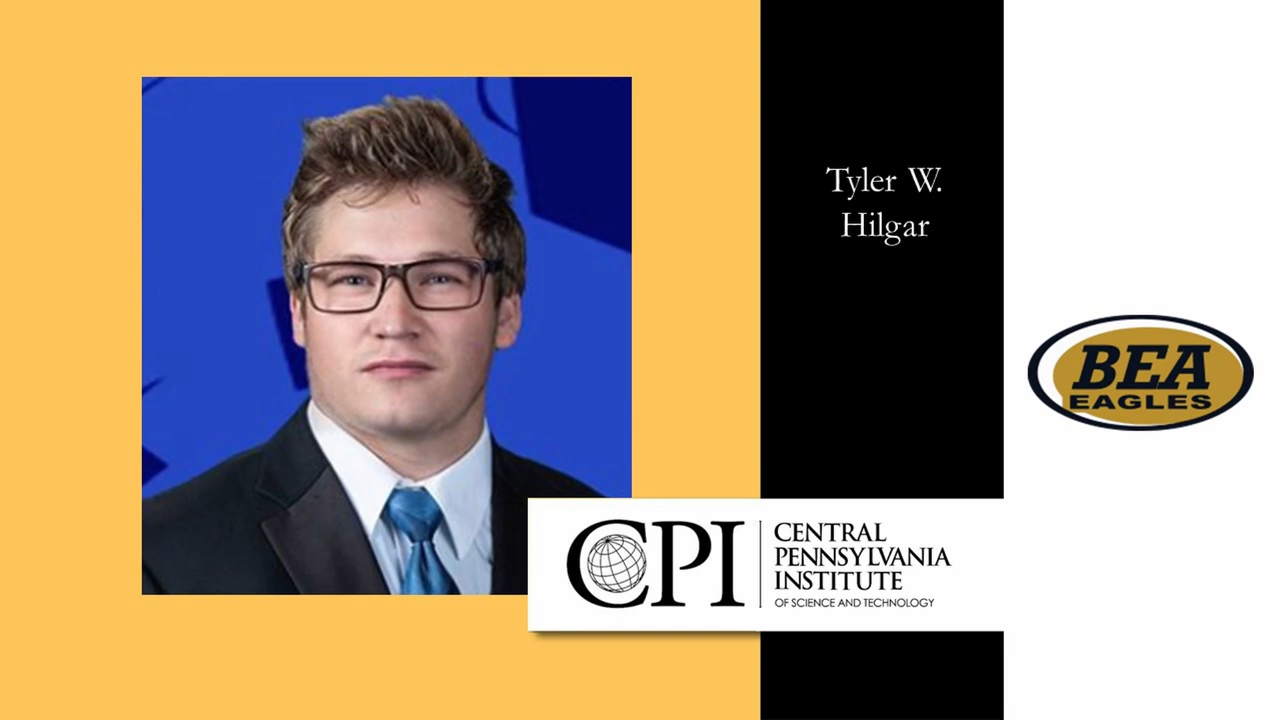 Tyler W.
Hilgar
BEA
EAGLES
CPI
CENTRAL
PENNSYLVANIA
INSTITUTE
OF SCIENCE AND TECHNOLOGY